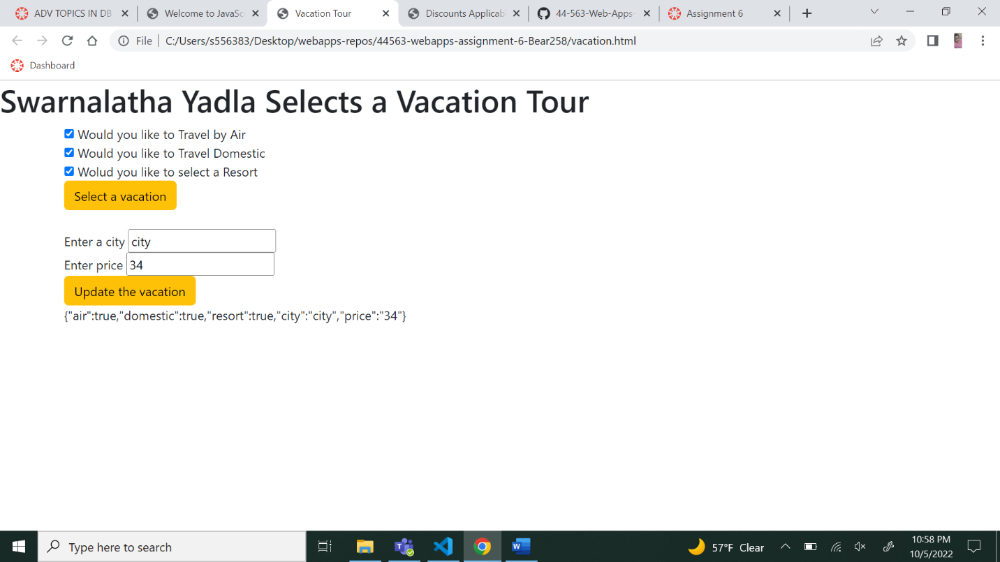 ADV TOPICS IN DB
Welcome to JavaSc
Vacation Tour
Discounts Applicab
44-563-Web-Apps-
Assignment 6
File
C:/Users/s556383/Desktop/webapps-repos/44563-webapps-assignment-6-Bear258/vacation.html
Dashboard
Swarnalatha Yadla Selects a Vacation Tour
Would you like to Travel by Air
Would you like to Travel Domestic
Wolud you like to select a Resort
Select a vacation
Enter a city city
Enter price 34
Update the vacation
{"air":true,"domestic":true,"resort":true,"city":"city","price":"34"}
Type here to search
57°F Clear
10:58 PM
10/5/2022